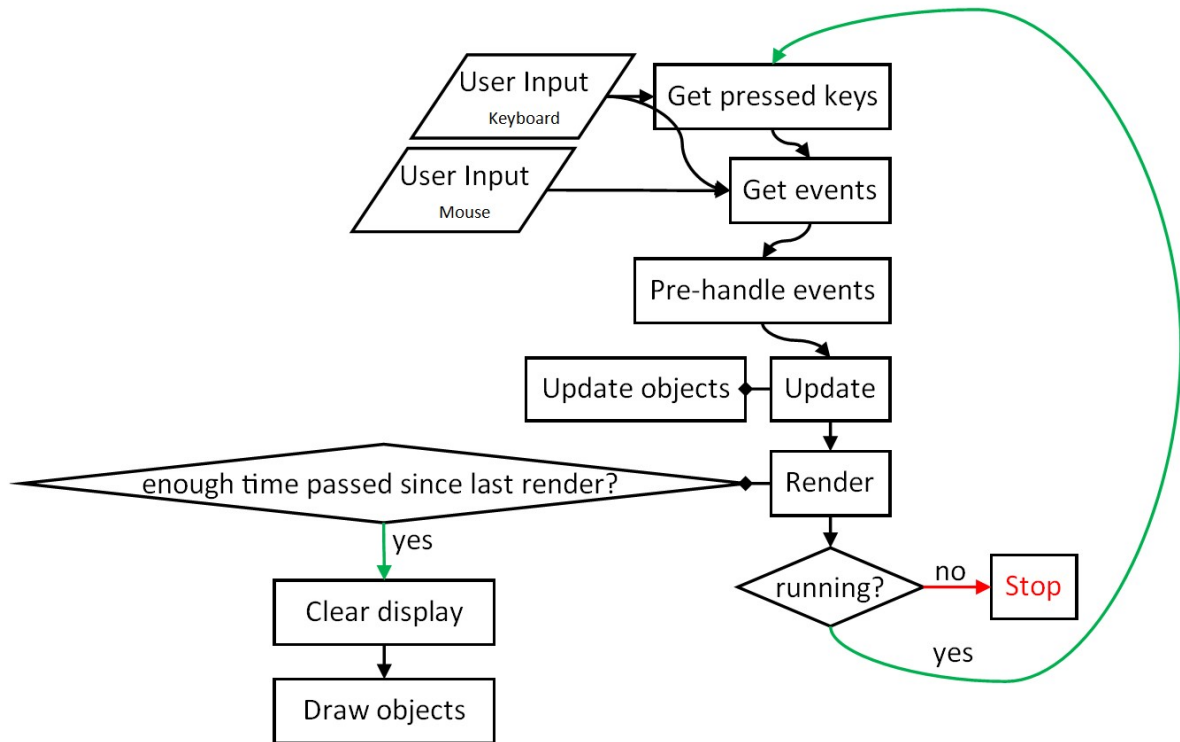 User Input
Keyboard
Get pressed keys
User Input
Mouse
Get events
Pre-handle events
Update objects
Update
enough time passed since last render?
Render
yes
running?
no
Stop
Clear display
yes
Draw objects